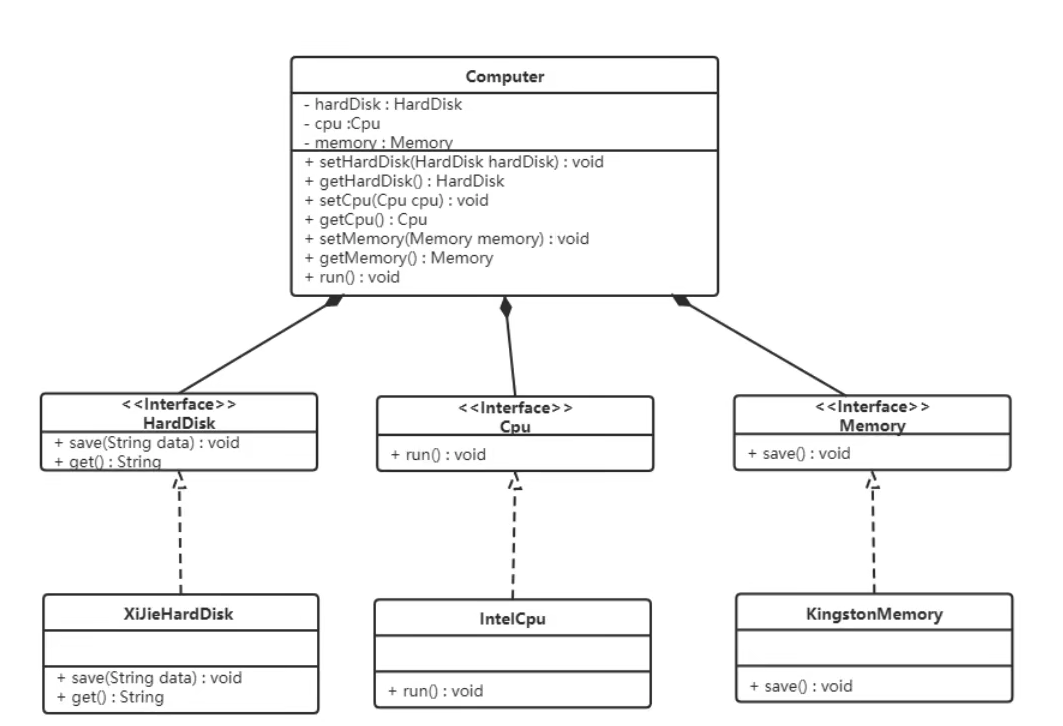 Computer
- hardDisk : HardDisk
- cpu :Cpu
- memory : Memory
+ setHardDisk(HardDisk hardDisk) : void
+ getHardDisk() : HardDisk
+ setCpu(Cpu cpu) : void
+ getCpu() : Cpu
+ setMemory(Memory memory) : void
+ getMemory() : Memory
+ run() : void
<<Interface>>
HardDisk
+ save(String data) : void
+ get() : String
<<Interface>>
Cpu
+ run() : void
<<Interface>>
Memory
+ save() : void
XiJieHardDisk
+ save(String data) : void
+ get() : String
IntelCpu
+ run() : void
KingstonMemory
+ save() : void